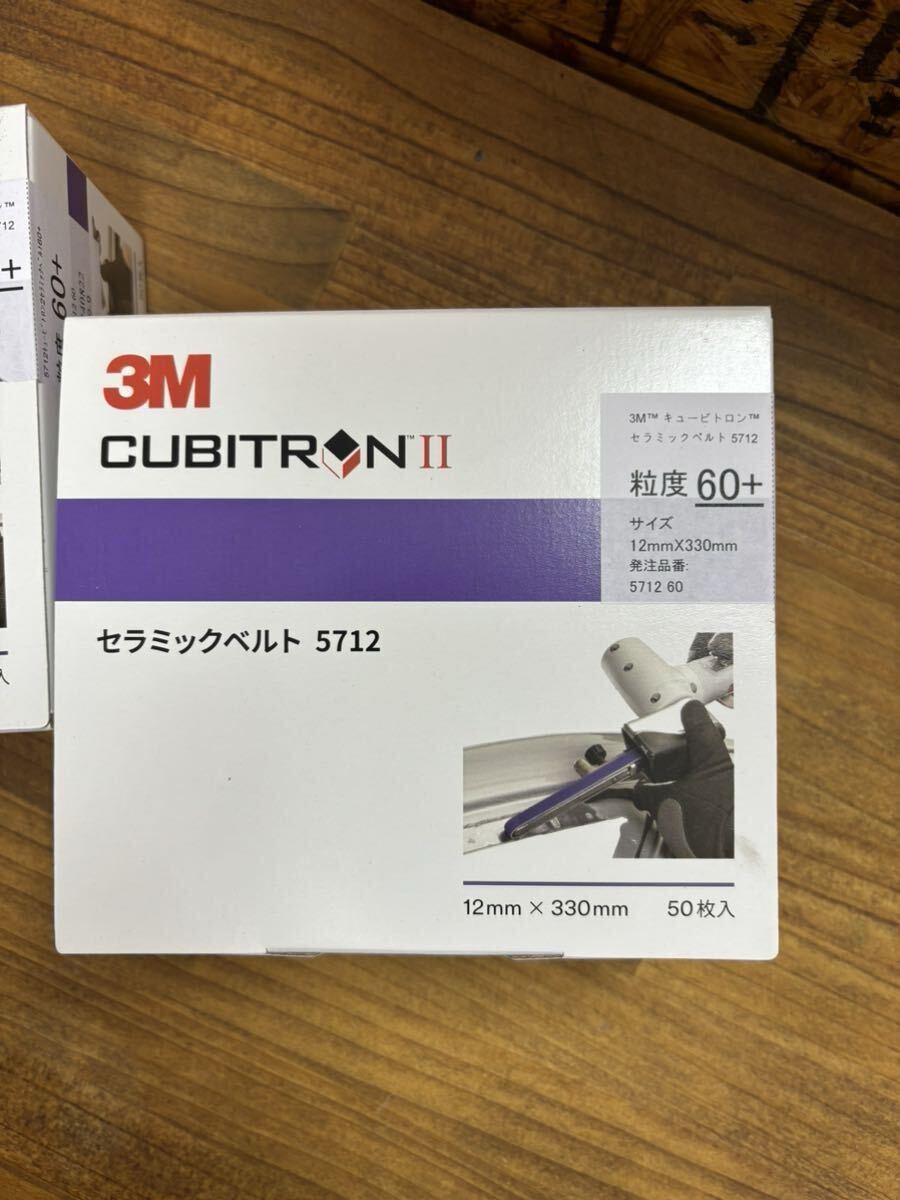 3M
CUBITRON™ II
3M™ キュービトロン™
セラミックベルト 5712
粒度 60+
サイズ
12mmX330mm
発注品番:
5712 60
セラミックベルト 5712
12mm × 330mm 50枚入
60+